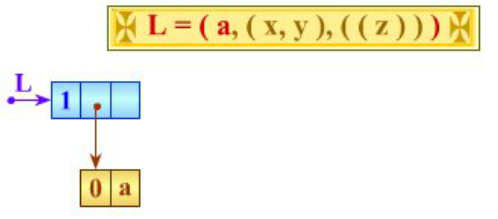 L = ( a, ( x, y ), ( ( z ) ) )
L
1
0 a